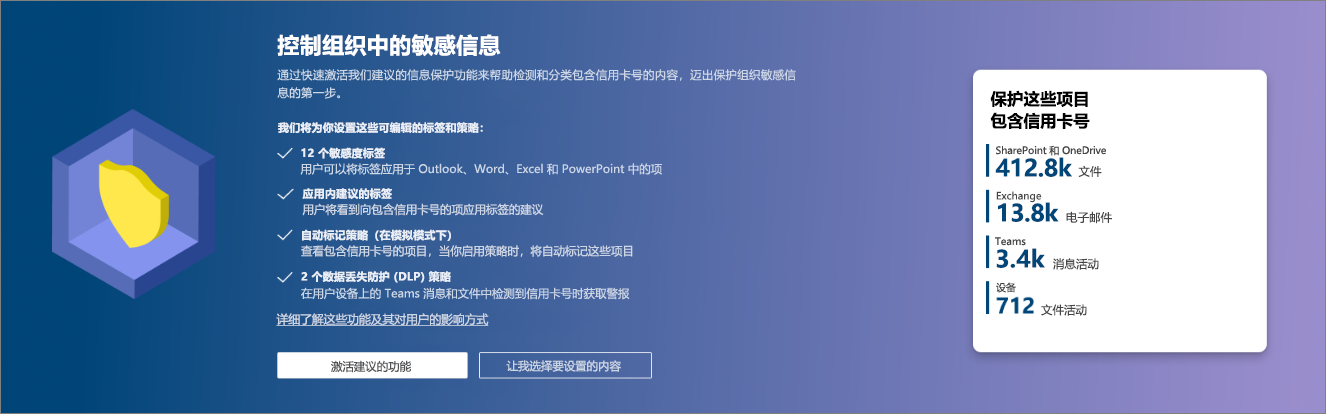 控制组织中的敏感信息
通过快速激活我们建议的信息保护功能来帮助检测和分类包含信用卡号的内容，迈出保护组织敏感信
息的第一步。
我们将为你设置这些可编辑的标签和策略：
12 个敏感度标签
用户可以将标签应用于 Outlook、Word、Excel 和 PowerPoint 中的项
应用内建议的标签
用户将看到向包含信用卡号的项应用标签的建议
自动标记策略（在模拟模式下）
查看包含信用卡号的项目，当你启用策略时，将自动标记这些项目
2 个数据丢失防护 (DLP) 策略
在用户设备上的 Teams 消息和文件中检测到信用卡号时获取警报
详细了解这些功能及其对用户的影响方式
激活建议的功能
让我选择要设置的内容
保护这些项目
包含信用卡号
SharePoint 和 OneDrive
412.8k 文件
Exchange
13.8k 电子邮件
Teams
3.4k 消息活动
设备
712 文件活动